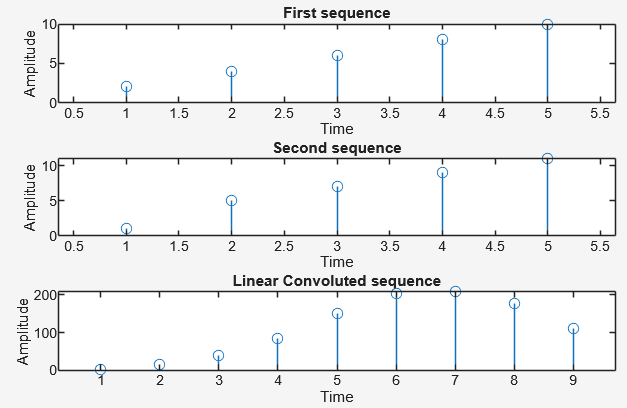 First sequence
10
5
0
Amplitude
0.5 1 1.5 2 2.5 3 3.5 4 4.5 5 5.5
Time
Second sequence
10
5
0
Amplitude
0.5 1 1.5 2 2.5 3 3.5 4 4.5 5 5.5
Time
Linear Convoluted sequence
200
100
0
Amplitude
1 2 3 4 5 6 7 8 9
Time